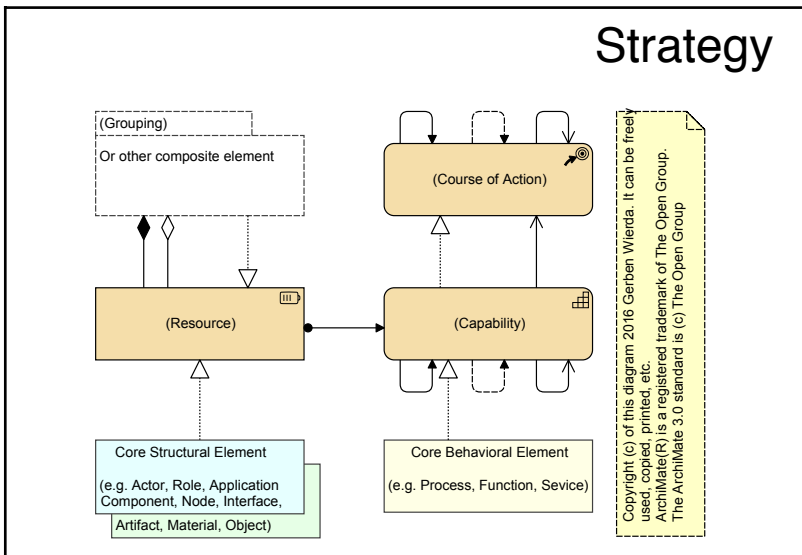 Strategy
(Grouping)
Or other composite element
(Course of Action)
(Resource)
(Capability)
Core Structural Element
(e.g. Actor, Role, Application
Component, Node, Interface,
Artifact, Material, Object)
Core Behavioral Element
(e.g. Process, Function, Sevice)
Copyright (c) of this diagram 2016 Gerben Wierda. It can be freely
used, copied, printed, etc.
ArchiMate(R) is a registered trademark of The Open Group.
The ArchiMate 3.0 standard is (c) The Open Group